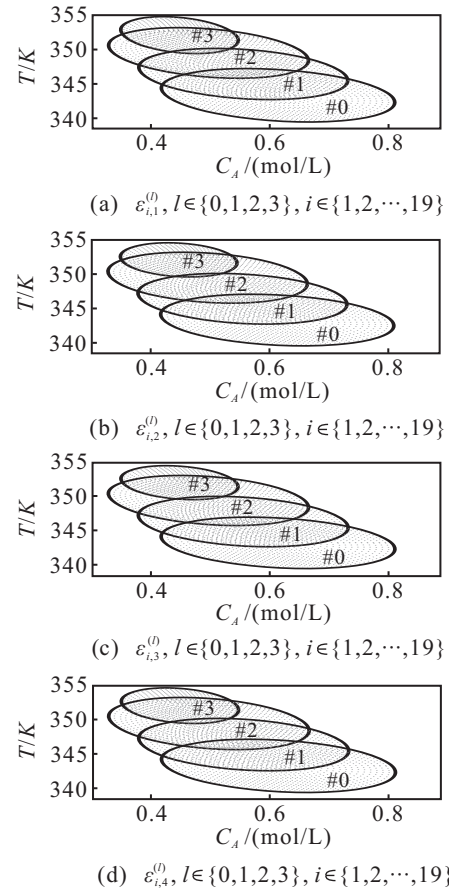 355
350
345
340
T/K
#3
#2
#1
#0
0.4 0.6 0.8
C_A/(mol/L)
(a) ε_{i,1}^{(l)}, l∈{0,1,2,3}, i∈{1,2,⋯,19}
355
350
345
340
T/K
#3
#2
#1
#0
0.4 0.6 0.8
C_A/(mol/L)
(b) ε_{i,2}^{(l)}, l∈{0,1,2,3}, i∈{1,2,⋯,19}
355
350
345
340
T/K
#3
#2
#1
#0
0.4 0.6 0.8
C_A/(mol/L)
(c) ε_{i,3}^{(l)}, l∈{0,1,2,3}, i∈{1,2,⋯,19}
355
350
345
340
T/K
#3
#2
#1
#0
0.4 0.6 0.8
C_A/(mol/L)
(d) ε_{i,4}^{(l)}, l∈{0,1,2,3}, i∈{1,2,⋯,19}